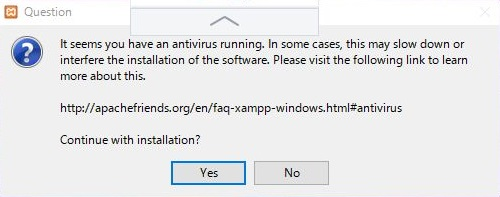 Question
It seems you have an antivirus running. In some cases, this may slow down or
interfere the installation of the software. Please visit the following link to learn
more about this.
http://apachefriends.org/en/faq-xampp-windows.html#antivirus
Continue with installation?
Yes
No